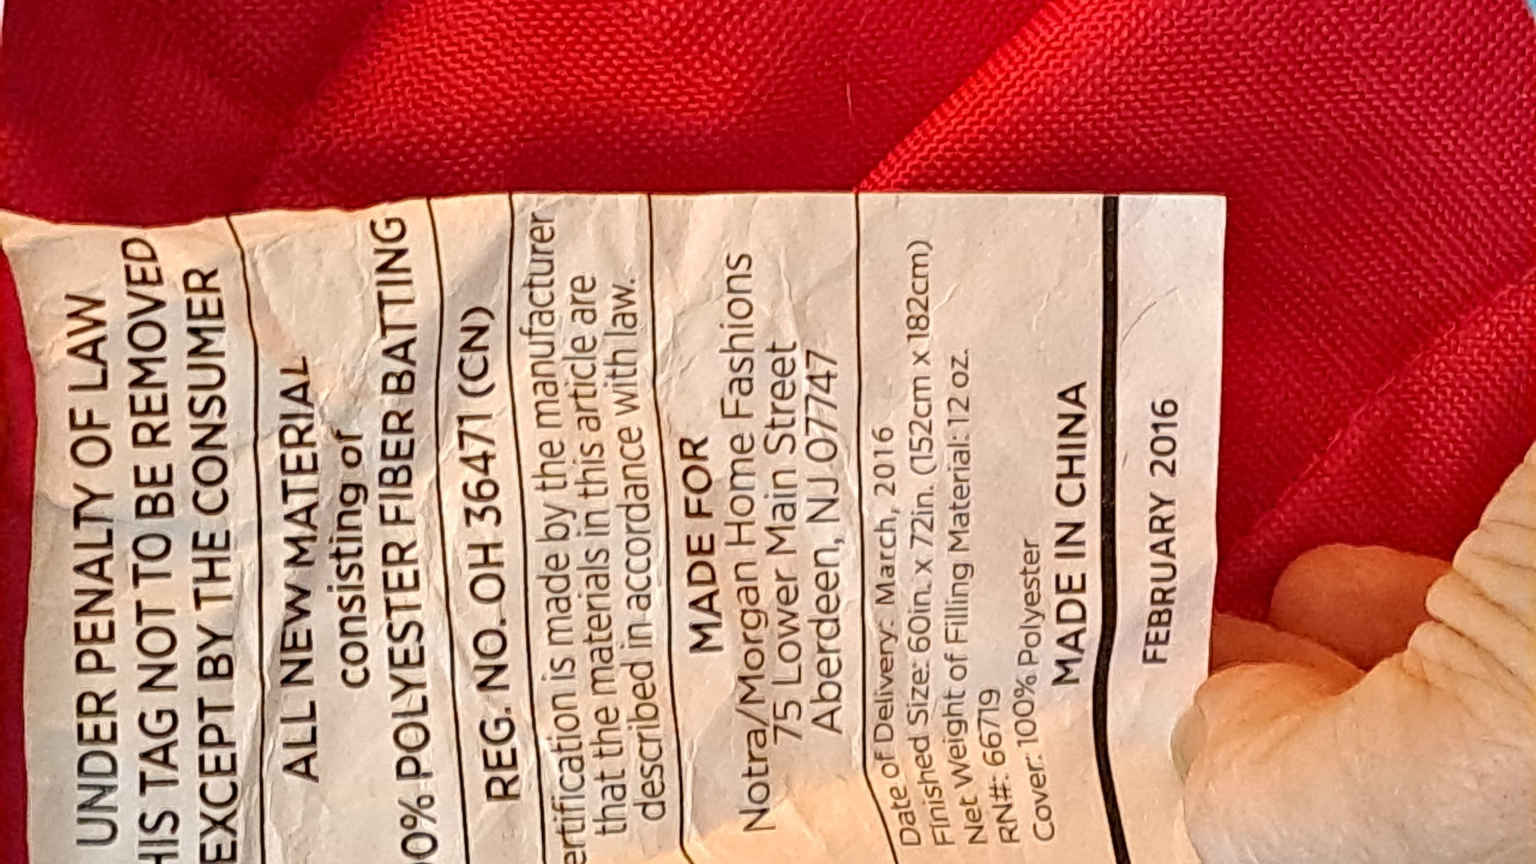 UNDER PENALTY OF LAW
HIS TAG NOT TO BE REMOVED
EXCEPT BY THE CONSUMER
ALL NEW MATERIAL
consisting of
00% POLYESTER FIBER BATTING
REG. NO. OH 36471 (CN)
ertification is made by the manufacturer
that the materials in this article are
described in accordance with law.
MADE FOR
Notra/Morgan Home Fashions
75 Lower Main Street
Aberdeen, NJ 07747
Date of Delivery: March, 2016
Finished Size: 60in. x 72in. (152cm x 182cm)
Net Weight of Filling Material: 12 oz.
RN#: 66719
Cover: 100% Polyester
MADE IN CHINA
FEBRUARY 2016